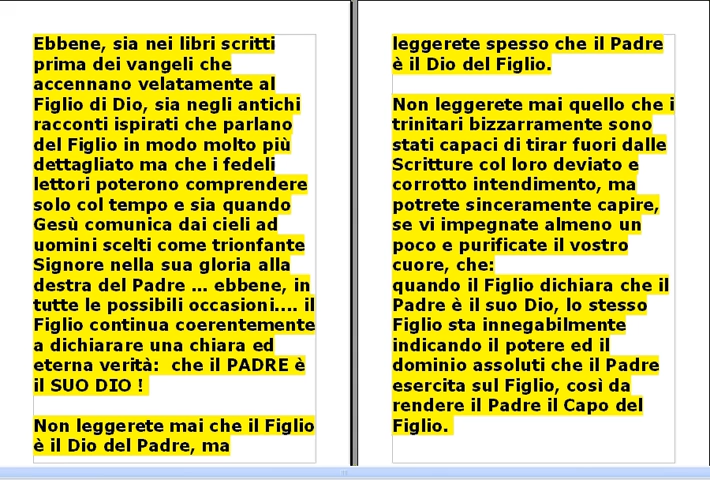 Ebbene, sia nei libri scritti
prima dei vangeli che
accennano velatamente al
Figlio di Dio, sia negli antichi
racconti ispirati che parlano
del Figlio in modo molto più
dettagliato ma che i fedeli
lettori poterono comprendere
solo col tempo e sia quando
Gesù comunica dai cieli ad
uomini scelti come trionfante
Signore nella sua gloria alla
destra del Padre ... ebbene, in
tutte le possibili occasioni.... il
Figlio continua coerentemente
a dichiarare una chiara ed
eterna verità:  che il PADRE è
il SUO DIO !
Non leggerete mai che il Figlio
è il Dio del Padre, ma
leggerete spesso che il Padre
è il Dio del Figlio.
Non leggerete mai quello che i
trinitari bizzarramente sono
stati capaci di tirar fuori dalle
Scritture col loro deviato e
corrotto intendimento, ma
potrete sinceramente capire,
se vi impegnate almeno un
poco e purificate il vostro
cuore, che:
quando il Figlio dichiara che il
Padre è il suo Dio, lo stesso
Figlio sta innegabilmente
indicando il potere ed il
dominio assoluti che il Padre
esercita sul Figlio, così da
rendere il Padre il Capo del
Figlio.